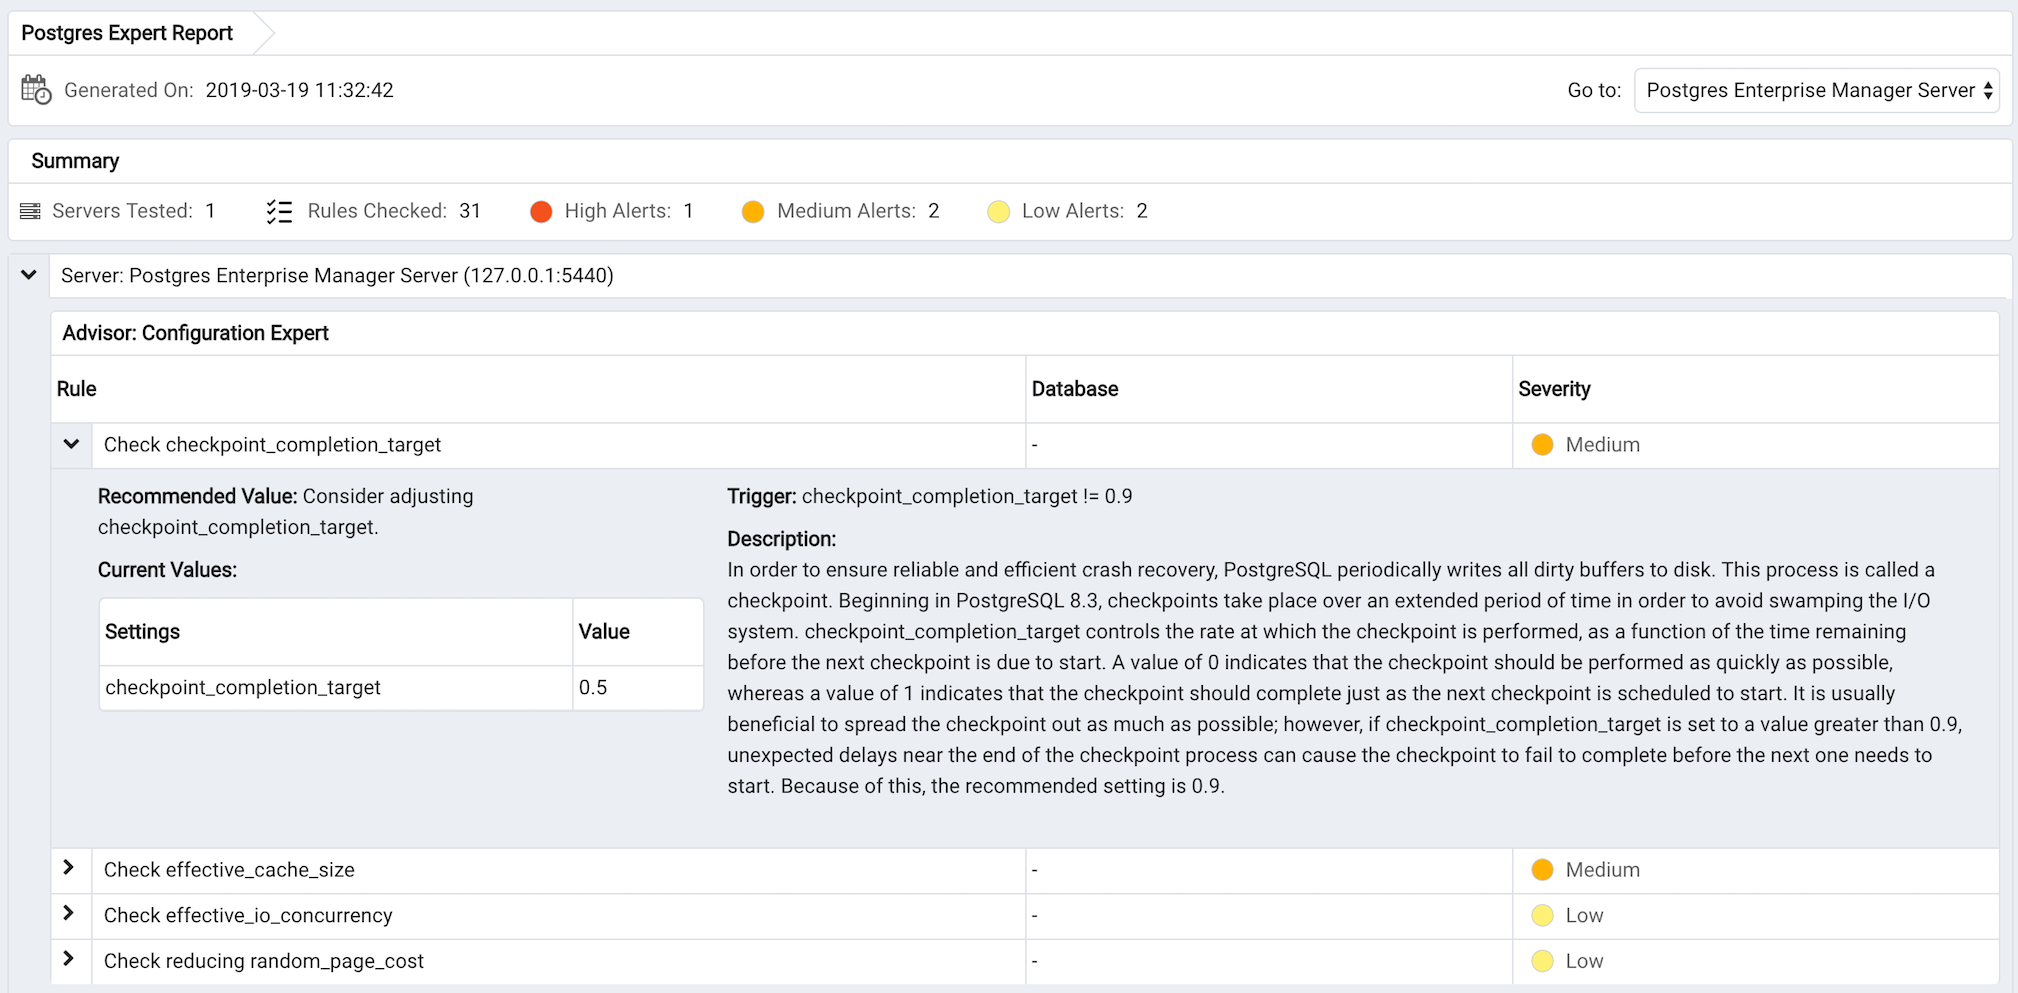 Postgres Expert Report
Generated On: 2019-03-19 11:32:42
Go to: Postgres Enterprise Manager Server
Summary
Servers Tested: 1 Rules Checked: 31 High Alerts: 1 Medium Alerts: 2 Low Alerts: 2
Server: Postgres Enterprise Manager Server (127.0.0.1:5440)
Advisor: Configuration Expert
Rule Database Severity
Check checkpoint_completion_target - Medium
Recommended Value: Consider adjusting
checkpoint_completion_target.
Current Values:
Settings Value
checkpoint_completion_target 0.5
Trigger: checkpoint_completion_target != 0.9
Description:
In order to ensure reliable and efficient crash recovery, PostgreSQL periodically writes all dirty buffers to disk. This process is called a
checkpoint. Beginning in PostgreSQL 8.3, checkpoints take place over an extended period of time in order to avoid swamping the I/O
system. checkpoint_completion_target controls the rate at which the checkpoint is performed, as a function of the time remaining
before the next checkpoint is due to start. A value of 0 indicates that the checkpoint should be performed as quickly as possible,
whereas a value of 1 indicates that the checkpoint should complete just as the next checkpoint is scheduled to start. It is usually
beneficial to spread the checkpoint out as much as possible; however, if checkpoint_completion_target is set to a value greater than 0.9,
unexpected delays near the end of the checkpoint process can cause the checkpoint to fail to complete before the next one needs to
start. Because of this, the recommended setting is 0.9.
Check effective_cache_size - Medium
Check effective_io_concurrency - Low
Check reducing random_page_cost - Low